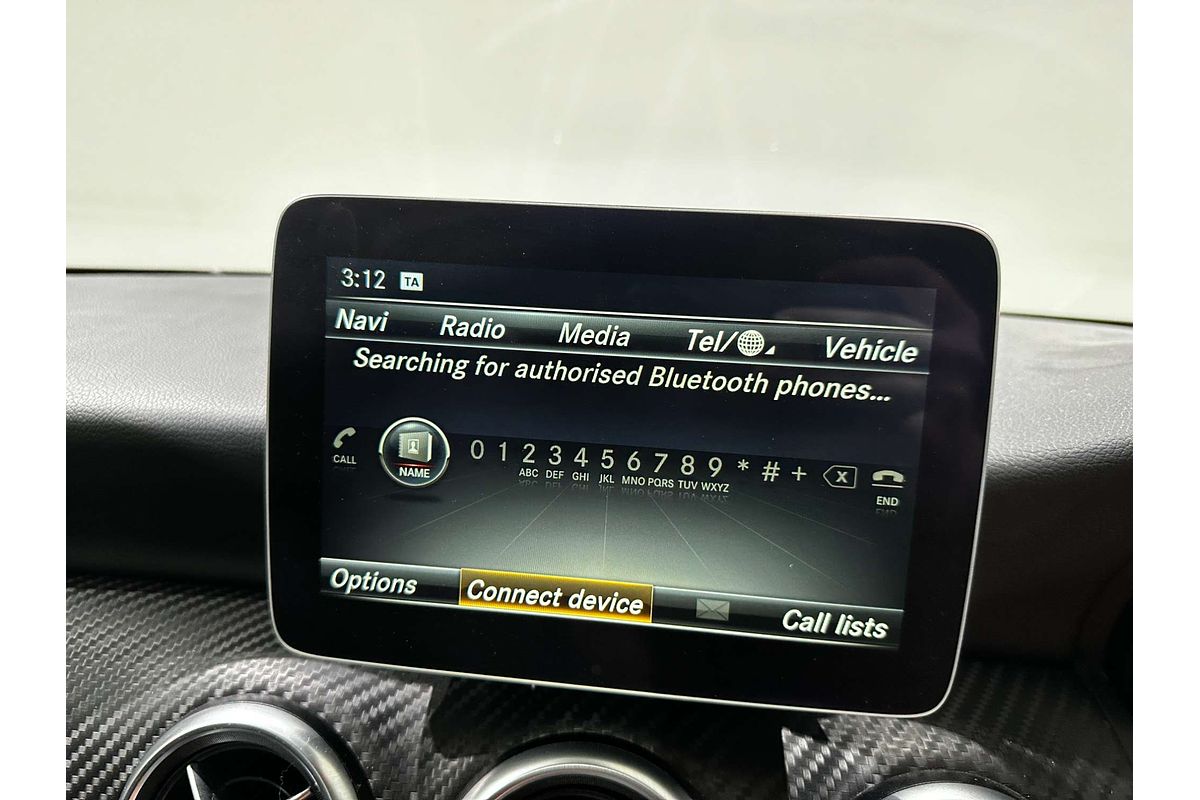 3:12 TA
Navi Radio Media Tel/ Vehicle
Searching for authorised Bluetooth phones...
CALL NAME 0 1 2 3 4 5 6 7 8 9 * # + X END
ABC DEF GHI JKL MNO PQRS TUV WXYZ
Options Connect device Call lists